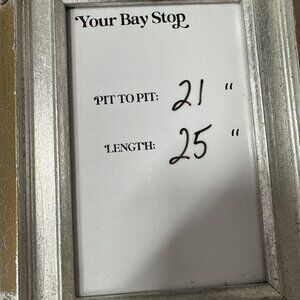 Your Bay Stop
PIT TO PIT: 21 "
LENGTH: 25 "